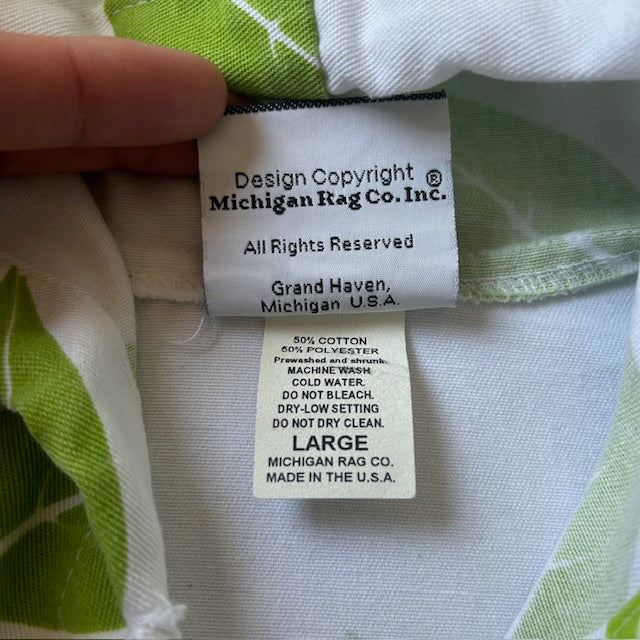 Design Copyright ®
Michigan Rag Co. Inc.
All Rights Reserved
Grand Haven,
Michigan U.S.A.
50% COTTON
50% POLYESTER
Prewashed and shrunk.
MACHINE WASH
COLD WATER.
DO NOT BLEACH.
DRY-LOW SETTING
DO NOT DRY CLEAN.
LARGE
MICHIGAN RAG CO.
MADE IN THE U.S.A.